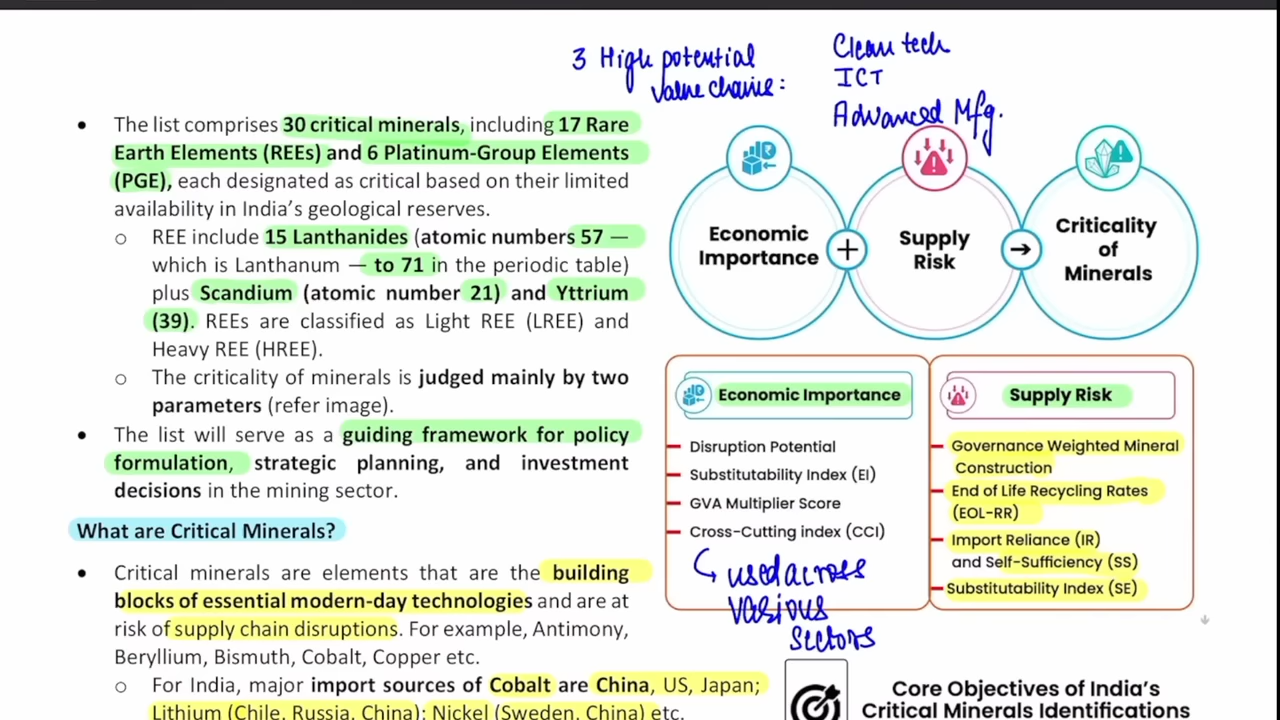 3 High potential
value chains:
Clean tech
ICT
Advanced Mfg.
• The list comprises 30 critical minerals, including 17 Rare
Earth Elements (REEs) and 6 Platinum-Group Elements
(PGE), each designated as critical based on their limited
availability in India's geological reserves.
o REE include 15 Lanthanides (atomic numbers 57 —
which is Lanthanum — to 71 in the periodic table)
plus Scandium (atomic number 21) and Yttrium
(39). REEs are classified as Light REE (LREE) and
Heavy REE (HREE).
o The criticality of minerals is judged mainly by two
parameters (refer image).
• The list will serve as a guiding framework for policy
formulation, strategic planning, and investment
decisions in the mining sector.
What are Critical Minerals?
• Critical minerals are elements that are the building
blocks of essential modern-day technologies and are at
risk of supply chain disruptions. For example, Antimony,
Beryllium, Bismuth, Cobalt, Copper etc.
o For India, major import sources of Cobalt are China, US, Japan;
Lithium (Chile, Russia, China); Nickel (Sweden, China) etc.
Economic
Importance
+
Supply
Risk
→
Criticality
of
Minerals
Economic Importance
Disruption Potential
Substitutability Index (EI)
GVA Multiplier Score
Cross-Cutting index (CCI)
used across
various
sectors
Supply Risk
Governance Weighted Mineral
Construction
End of Life Recycling Rates
(EOL-RR)
Import Reliance (IR)
and Self-Sufficiency (SS)
Substitutability Index (SE)
Core Objectives of India's
Critical Minerals Identifications